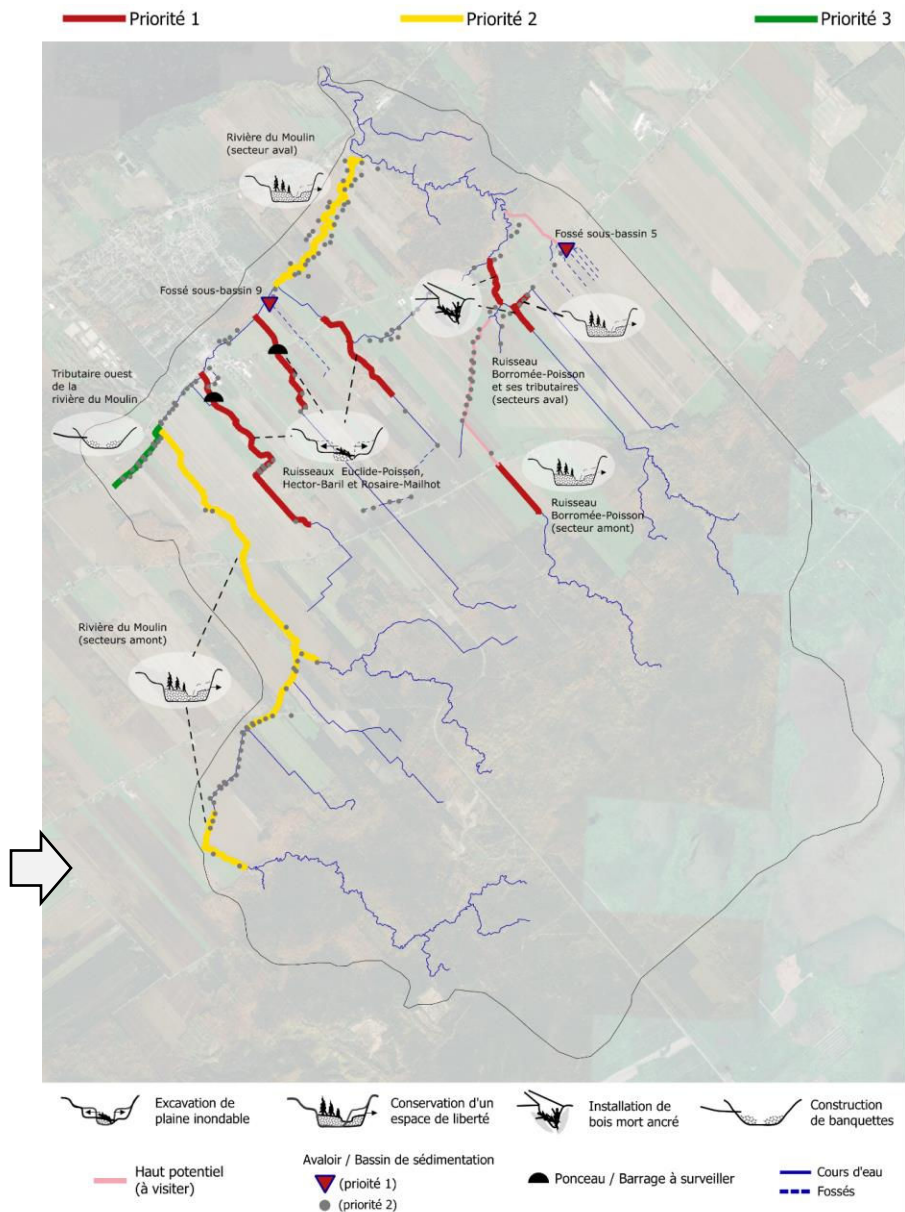 Priorité 1
Priorité 2
Priorité 3
Rivière du Moulin
(secteur aval)
Fossé sous-bassin 5
Fossé sous-bassin 9
Tributaire ouest
de la
rivière du Moulin
Ruisseau
Borromée-Poisson
et ses tributaires
(secteurs aval)
Ruisseaux Euclide-Poisson,
Hector-Baril et Rosaire-Mailhot
Ruisseau
Borromée-Poisson
(secteur amont)
Rivière du Moulin
(secteurs amont)
Excavation de
plaine inondable
Conservation d'un
espace de liberté
Installation de
bois mort ancré
Construction
de banquettes
Haut potentiel
(à visiter)
Avaloir / Bassin de sédimentation
(prioité 1)
(priorité 2)
Ponceau / Barrage à surveiller
Cours d'eau
Fossés